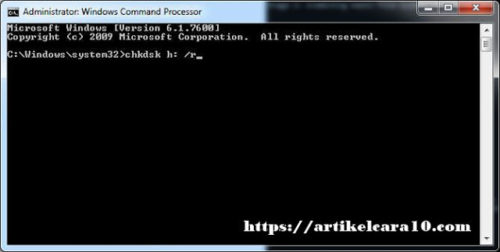 Administrator: Windows Command Processor
Microsoft Windows [Version 6.1.7600]
Copyright (c) 2009 Microsoft Corporation.  All rights reserved.
C:\Windows\system32>chkdsk h: /r_
https://artikelcara10.com